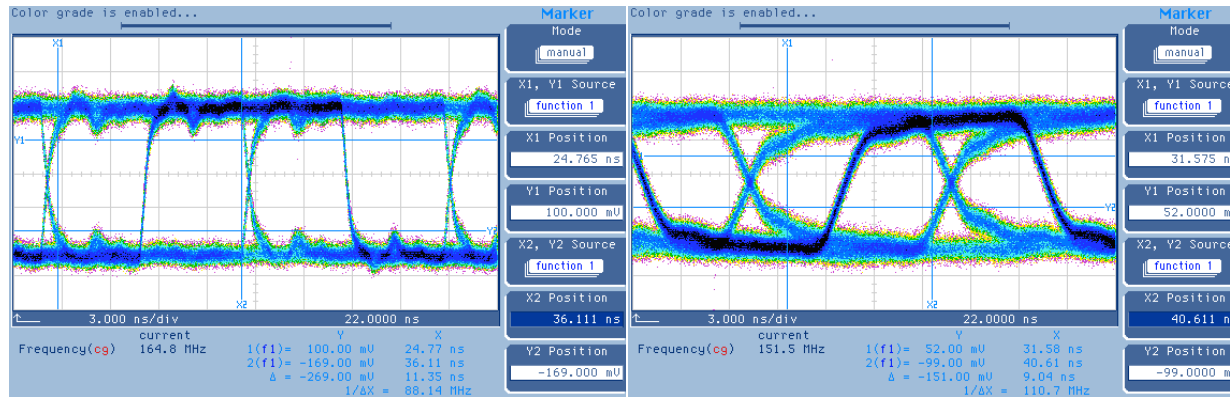 Color grade is enabled...
Marker
Mode
manual
X1, Y1 Source
function 1
X1 Position
24.765 ns
Y1 Position
100.000 mV
X2, Y2 Source
function 1
X2 Position
36.111 ns
Y2 Position
-169.000 mV
X1
Y1
X2
3.000 ns/div 22.0000 ns
current Y X
Frequency(cg) 164.8 MHz 1(f1)= 100.00 mV 24.77 ns
2(f1)= -169.00 mV 36.11 ns
Δ = -269.00 mV 11.35 ns
1/ΔX = 88.14 MHz
Color grade is enabled...
Marker
Mode
manual
X1, Y1 Source
function 1
X1 Position
31.575 n
Y1 Position
52.0000 m
X2, Y2 Source
function 1
X2 Position
40.611 n
Y2 Position
-99.0000 m
X1
Y2
X2
3.000 ns/div 22.0000 ns
current Y X
Frequency(cg) 151.5 MHz 1(f1)= 52.00 mV 31.58 ns
2(f1)= -99.00 mV 40.61 ns
Δ = -151.00 mV 9.04 ns
1/ΔX = 110.7 MHz